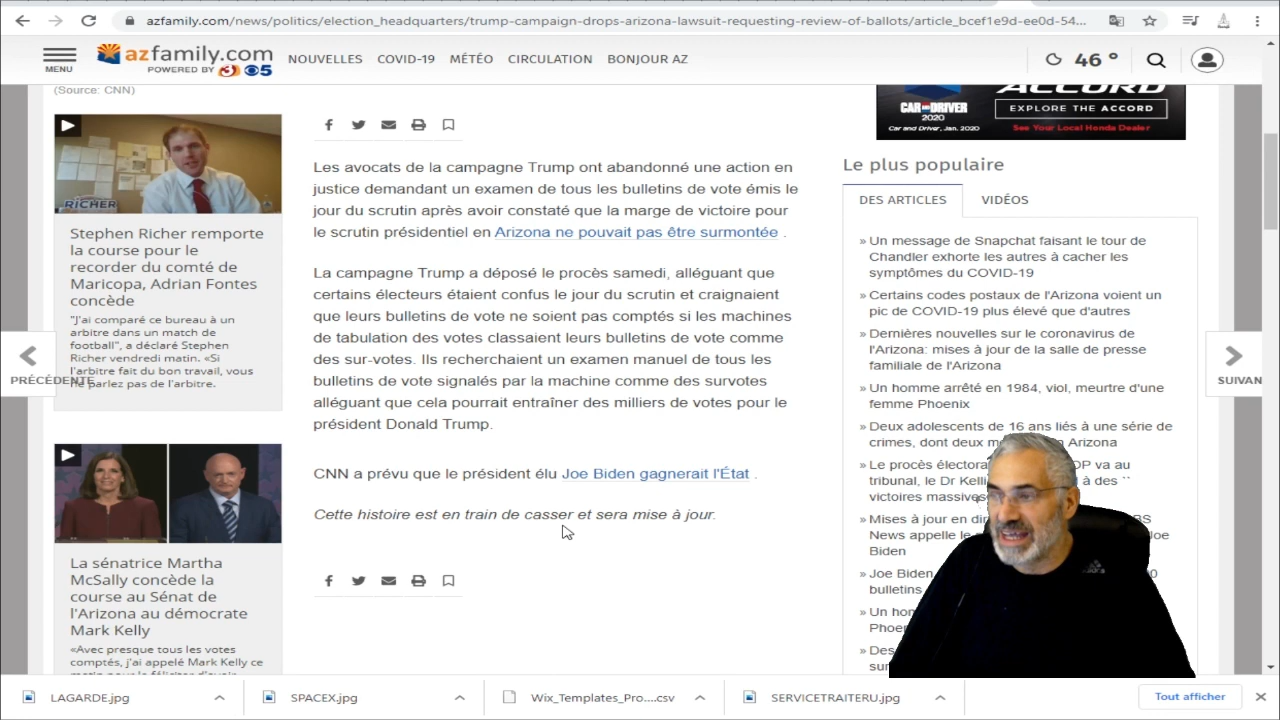 azfamily.com/news/politics/election_headquarters/trump-campaign-drops-arizona-lawsuit-requesting-review-of-ballots/article_bcef1e9d-ee0d-54...
MENU
azfamily.com
POWERED BY 3 5
NOUVELLES COVID-19 MÉTÉO CIRCULATION BONJOUR AZ
46 °
(Source: CNN)
RICHER
Stephen Richer remporte
la course pour le
recorder du comté de
Maricopa, Adrian Fontes
concède
"J'ai comparé ce bureau à un
arbitre dans un match de
football", a déclaré Stephen
Richer vendredi matin. «Si
l'arbitre fait du bon travail, vous
ne parlez pas de l'arbitre.
PRÉCÉDENTE
La sénatrice Martha
McSally concède la
course au Sénat de
l'Arizona au démocrate
Mark Kelly
«Avec presque tous les votes
comptés, j'ai appelé Mark Kelly ce
Les avocats de la campagne Trump ont abandonné une action en
justice demandant un examen de tous les bulletins de vote émis le
jour du scrutin après avoir constaté que la marge de victoire pour
le scrutin présidentiel en Arizona ne pouvait pas être surmontée .
La campagne Trump a déposé le procès samedi, alléguant que
certains électeurs étaient confus le jour du scrutin et craignaient
que leurs bulletins de vote ne soient pas comptés si les machines
de tabulation des votes classaient leurs bulletins de vote comme
des sur-votes. Ils recherchaient un examen manuel de tous les
bulletins de vote signalés par la machine comme des survotes
alléguant que cela pourrait entraîner des milliers de votes pour le
président Donald Trump.
CNN a prévu que le président élu Joe Biden gagnerait l'État .
Cette histoire est en train de casser et sera mise à jour.
ACCORD
CAR AND DRIVER
2020
EXPLORE THE ACCORD
Car and Driver, Jan. 2020
See Your Local Honda Dealer
Le plus populaire
DES ARTICLES VIDÉOS
» Un message de Snapchat faisant le tour de
Chandler exhorte les autres à cacher les
symptômes du COVID-19
» Certains codes postaux de l'Arizona voient un
pic de COVID-19 plus élevé que d'autres
» Dernières nouvelles sur le coronavirus de
l'Arizona: mises à jour de la salle de presse
familiale de l'Arizona
» Un homme arrêté en 1984, viol, meurtre d'une
femme Phoenix
» Deux adolescents de 16 ans liés à une série de
crimes, dont deux Arizona
» Le procès OP va au
tribunal, le Dr à des ``
victoires
» Mises à jour en BS
News appelle le Joe
Biden
» Joe Biden
bulletins
» Un
» Des
SUIVAN
LAGARDE.jpg
SPACEX.jpg
Wix_Templates_Pro....csv
SERVICETRAITERU.jpg
Tout afficher